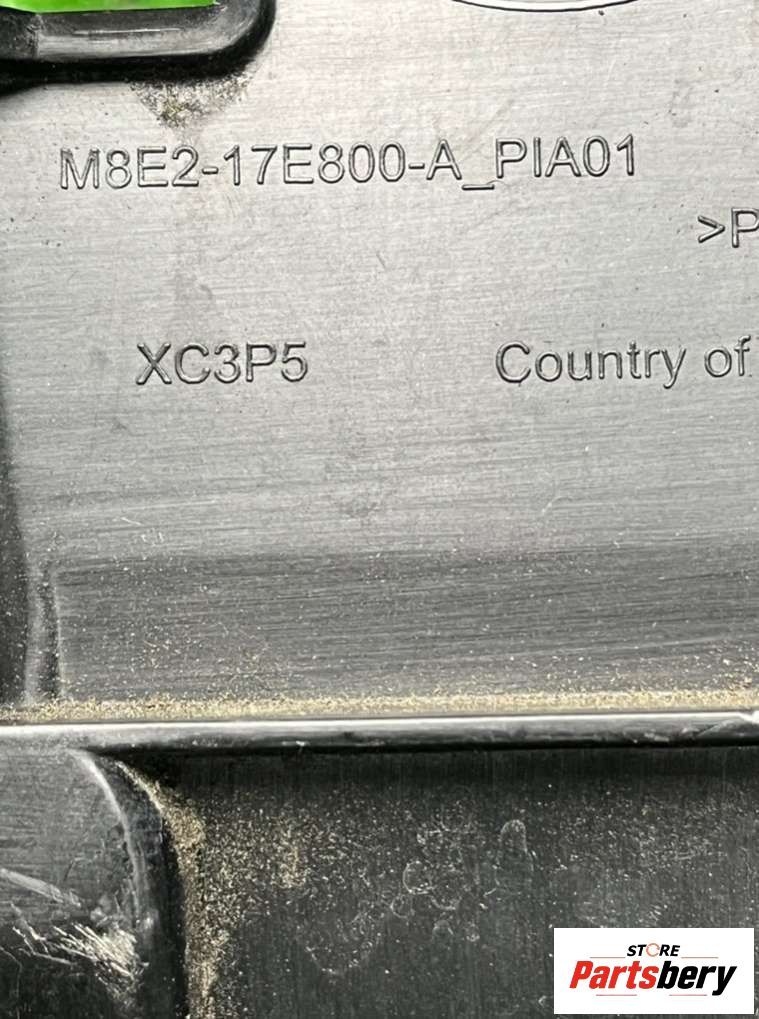 M8E2-17E800-A_PIA01
>P
XC3P5
Country of
STORE
Partsbery